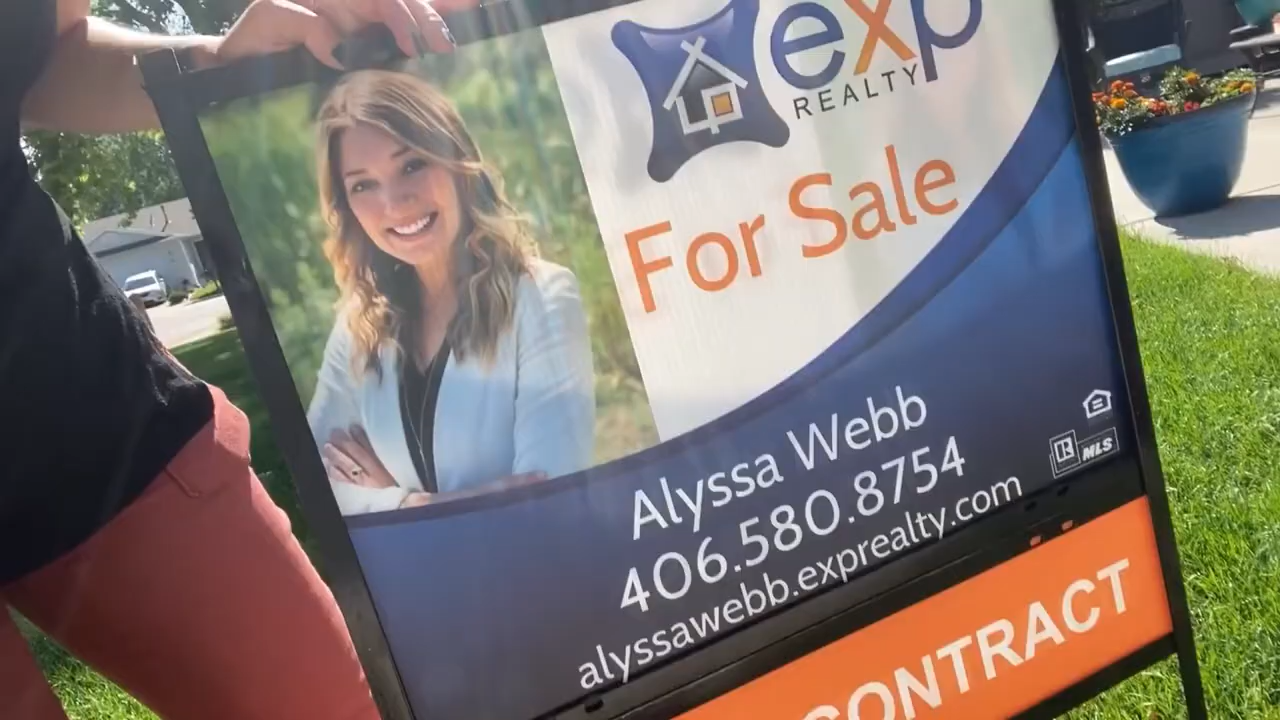 exp
REALTY
For Sale
Alyssa Webb
406.580.8754
alyssawebb.exprealty.com
R MLS
CONTRACT